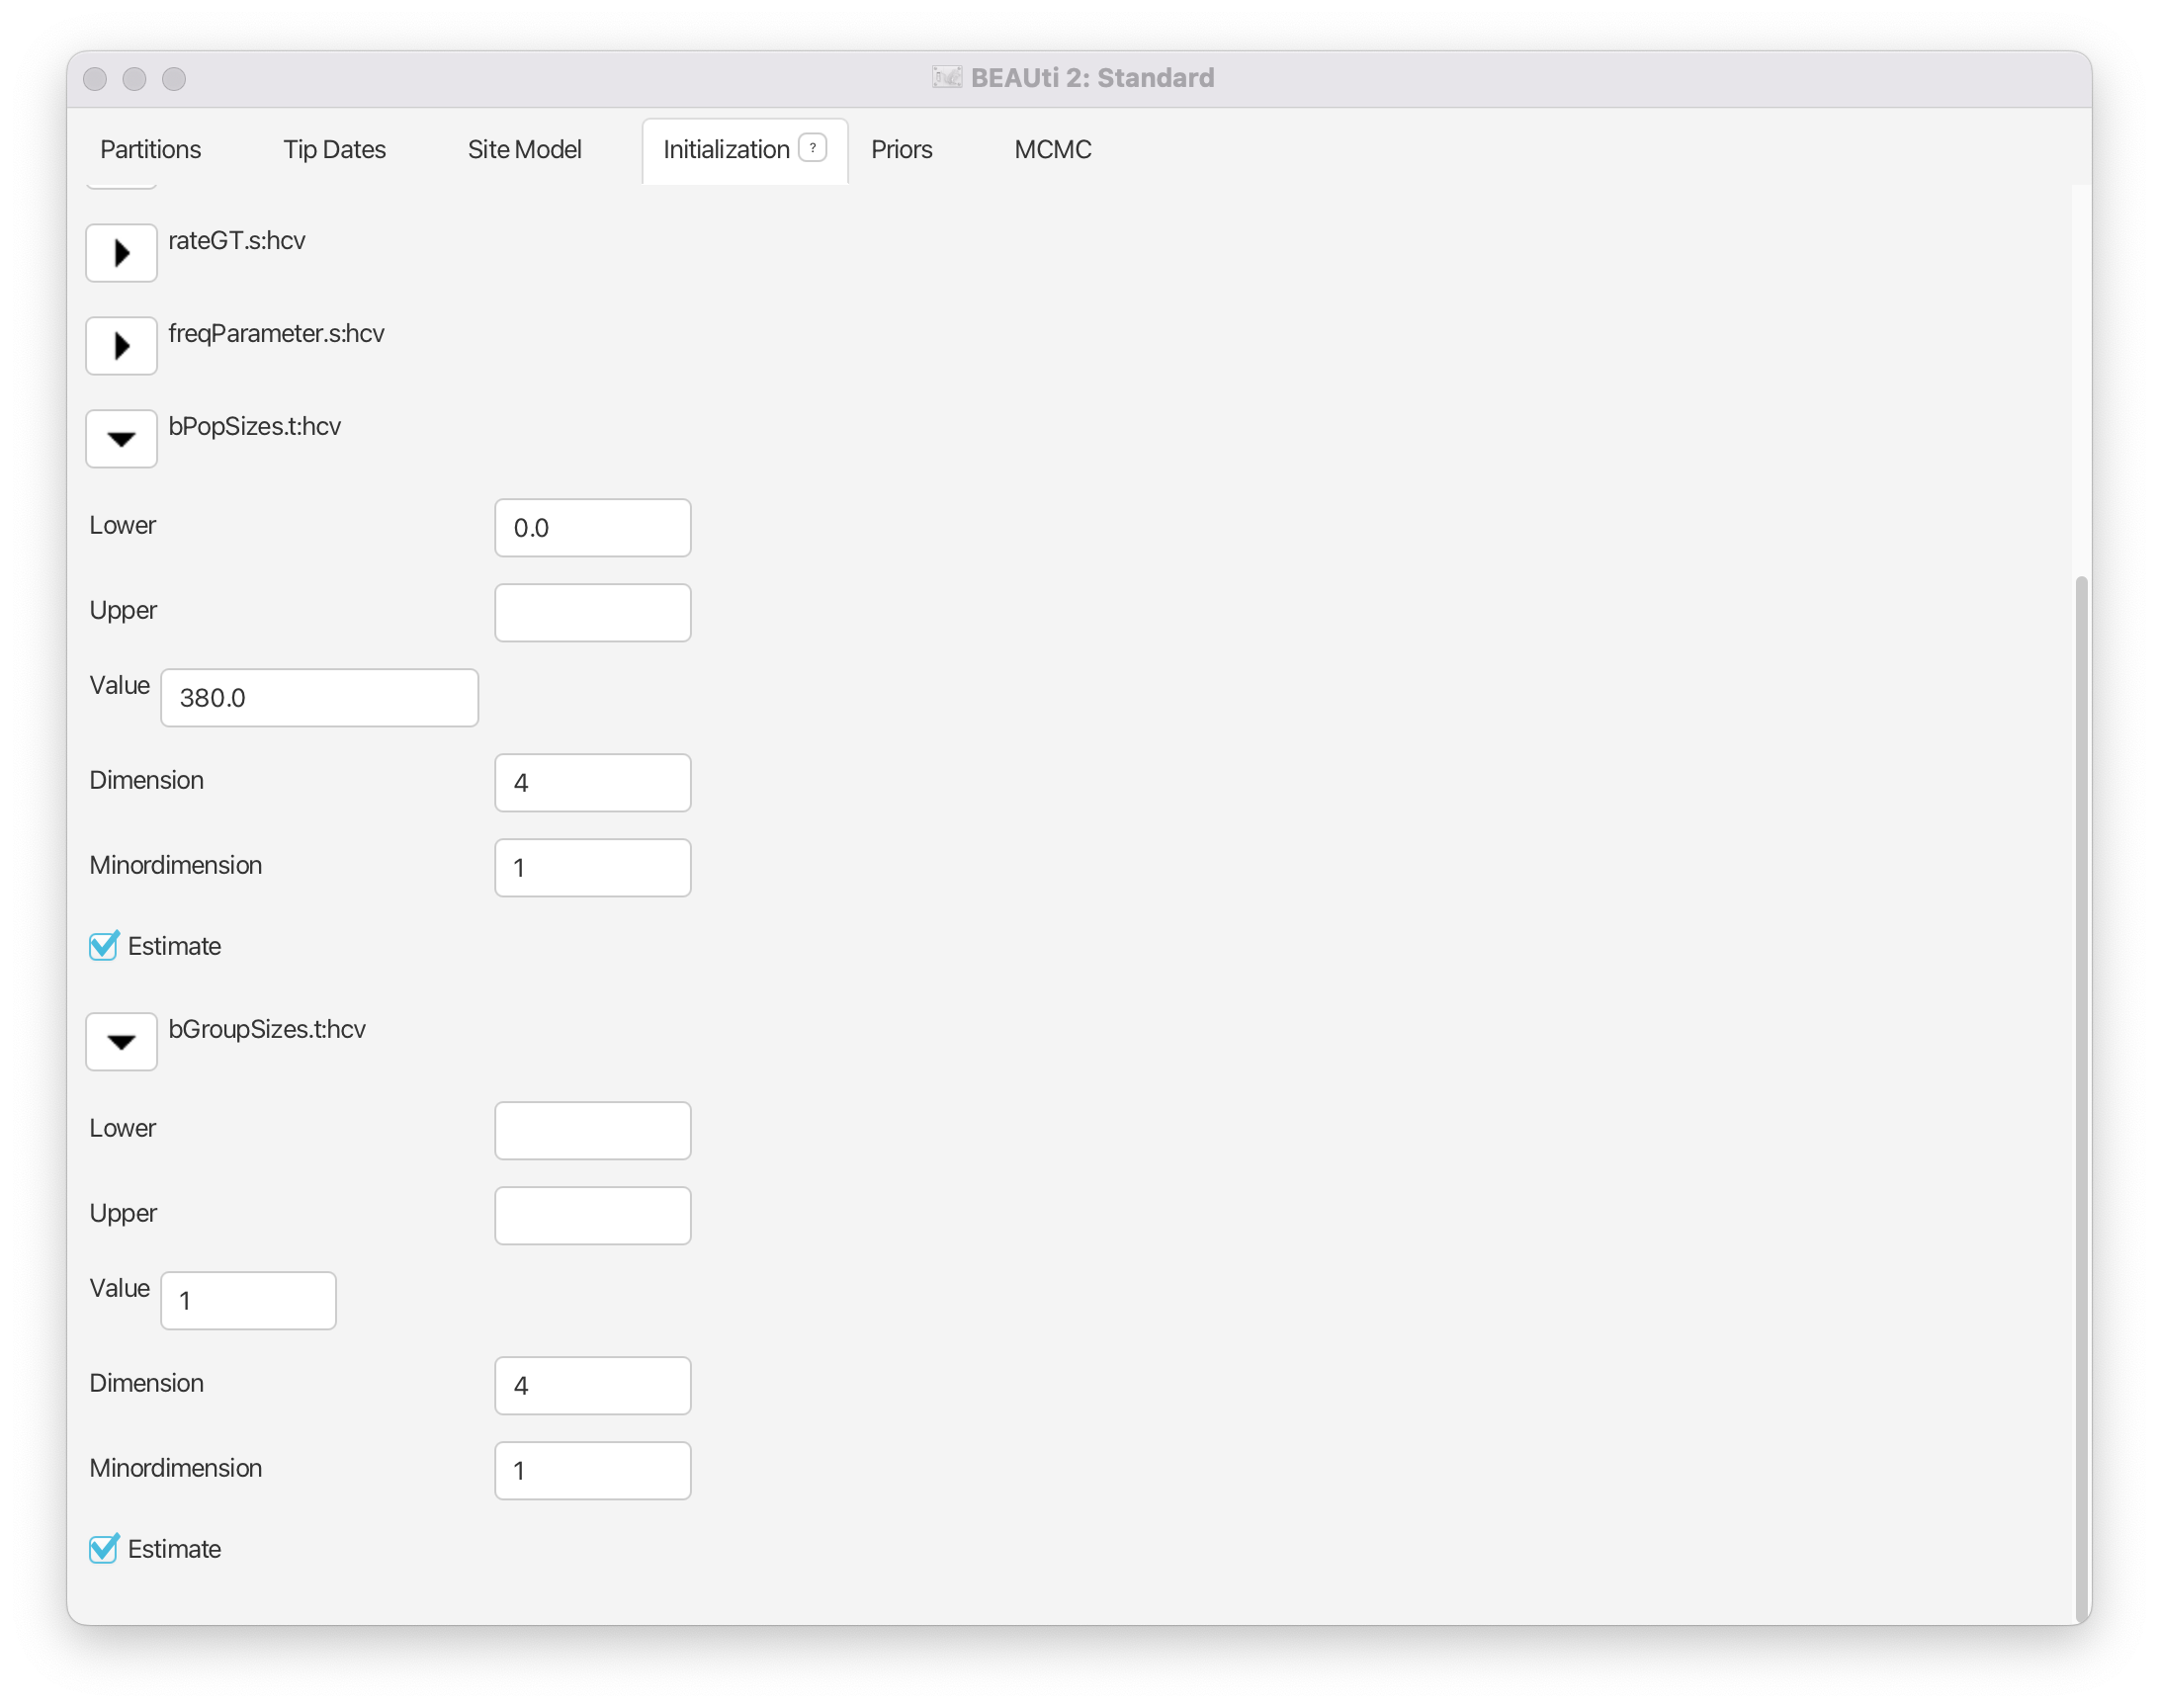 BEAUti 2: Standard
Partitions Tip Dates Site Model Initialization ? Priors MCMC
rateGT.s:hcv
freqParameter.s:hcv
bPopSizes.t:hcv
Lower 0.0
Upper
Value 380.0
Dimension 4
Minordimension 1
Estimate
bGroupSizes.t:hcv
Lower
Upper
Value 1
Dimension 4
Minordimension 1
Estimate